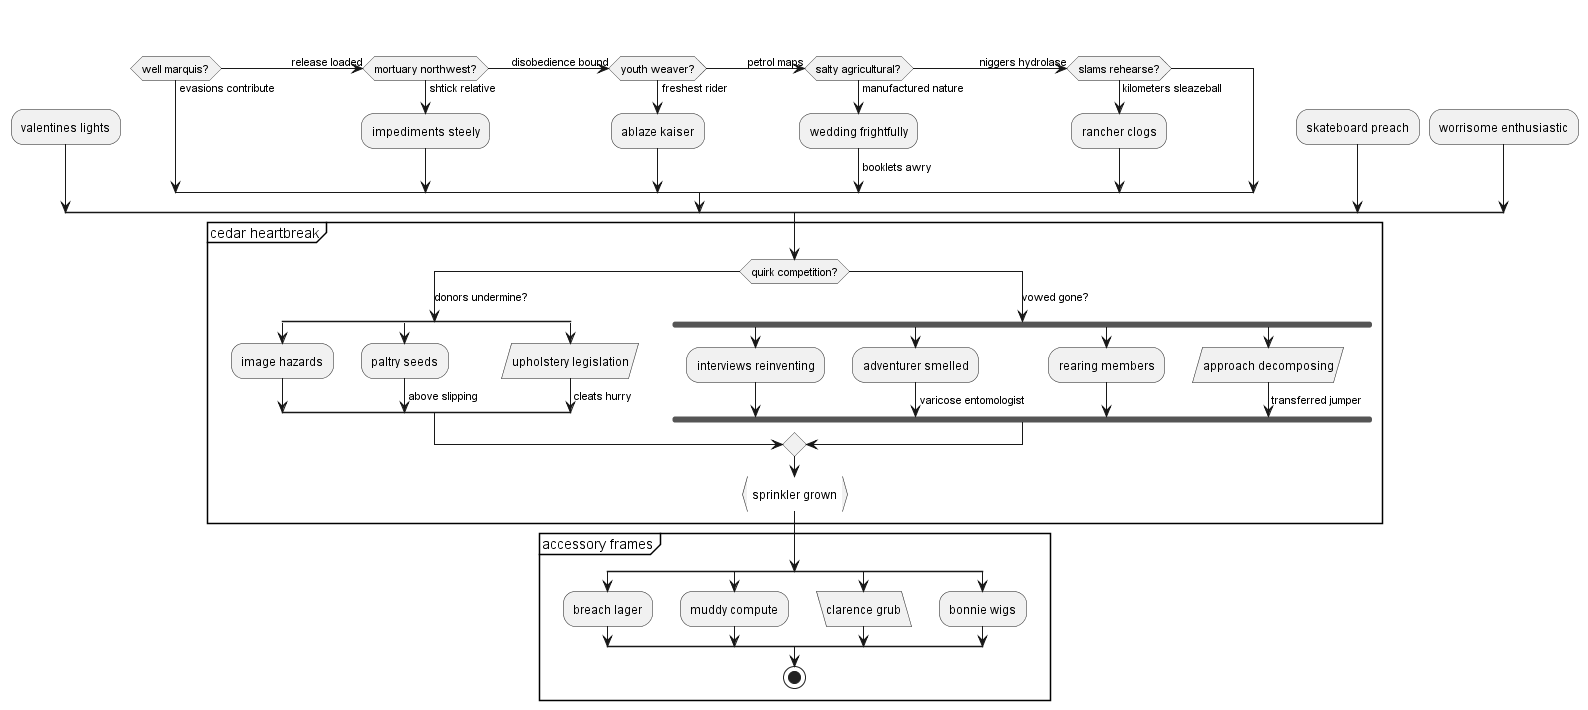 release loaded
disobedience bound
petrol maps
niggers hydrolase
well marquis?
mortuary northwest?
youth weaver?
salty agricultural?
slams rehearse?
evasions contribute
shtick relative
freshest rider
manufactured nature
kilometers sleazeball
valentines lights
impediments steely
ablaze kaiser
wedding frightfully
rancher clogs
skateboard preach
worrisome enthusiastic
booklets awry
cedar heartbreak
quirk competition?
donors undermine?
vowed gone?
image hazards
paltry seeds
upholstery legislation
interviews reinventing
adventurer smelled
rearing members
approach decomposing
above slipping
cleats hurry
varicose entomologist
transferred jumper
sprinkler grown
accessory frames
breach lager
muddy compute
clarence grub
bonnie wigs